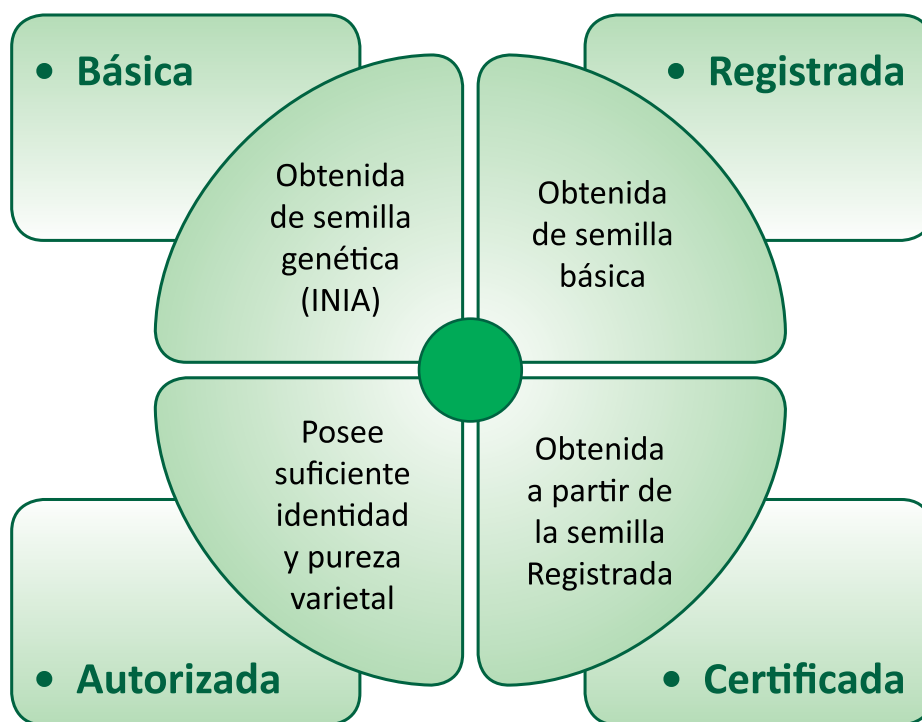 • Básica
Obtenida
de semilla
genética
(INIA)
• Registrada
Obtenida
de semilla
básica
Posee
suficiente
identidad
y pureza
varietal
• Autorizada
Obtenida
a partir de
la semilla
Registrada
• Certificada